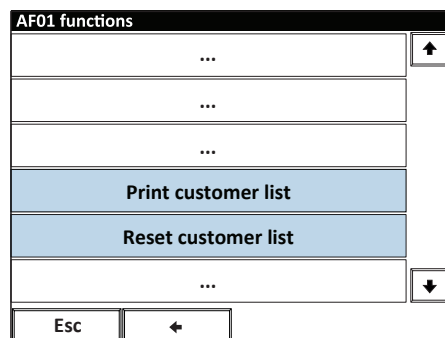 AF01 functions
...
...
...
Print customer list
Reset customer list
...
Esc